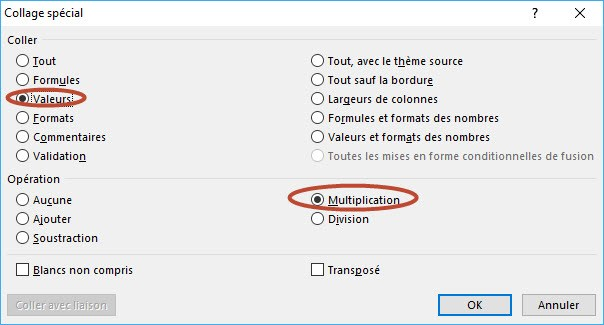 Collage spécial ? ×
Coller
Tout
Tout, avec le thème source
Formules
Tout sauf la bordure
Valeurs
Largeurs de colonnes
Formats
Formules et formats des nombres
Commentaires
Valeurs et formats des nombres
Validation
Toutes les mises en forme conditionnelles de fusion
Opération
Aucune
Multiplication
Ajouter
Division
Soustraction
Blancs non compris
Transposé
Coller avec liaison
OK
Annuler